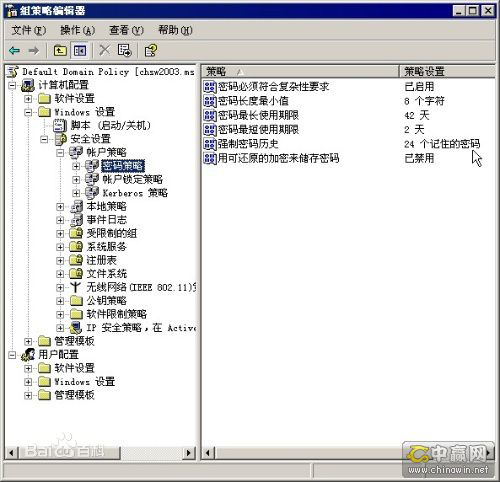 组策略编辑器
文件(F) 操作(A) 查看(V) 帮助(H)
Default Domain Policy [chsw2003.ms
计算机配置
软件设置
Windows 设置
脚本 (启动/关机)
安全设置
帐户策略
密码策略
帐户锁定策略
Kerberos 策略
本地策略
事件日志
受限制的组
系统服务
注册表
文件系统
无线网络(IEEE 802.11)策
公钥策略
软件限制策略
IP 安全策略，在 Active
管理模板
用户配置
软件设置
Windows 设置
管理模板
策略 策略设置
密码必须符合复杂性要求 已启用
密码长度最小值 8 个字符
密码最长使用期限 42 天
密码最短使用期限 2 天
强制密码历史 24 个记住的密码
用可还原的加密来储存密码 已禁用
Baidu百科
中赢网
www.chinawin.net